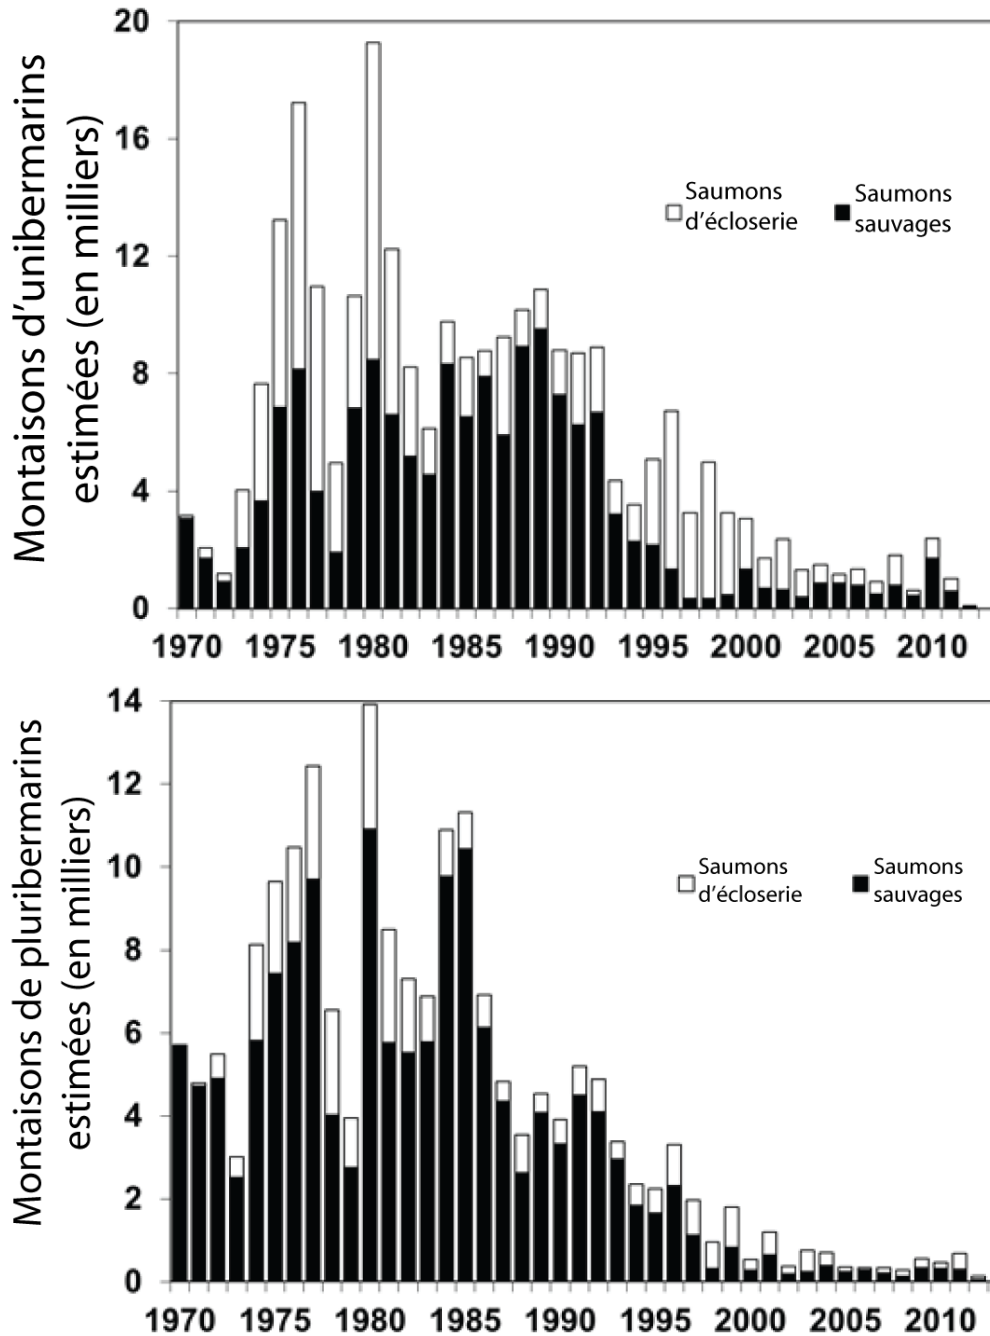 Montaisons d'unibermarins
estimées (en milliers)
20
16
12
8
4
0
Saumons
d'écloserie
Saumons
sauvages
1970 1975 1980 1985 1990 1995 2000 2005 2010
Montaisons de pluribermarins
estimées (en milliers)
14
12
10
8
6
4
2
0
Saumons
d'écloserie
Saumons
sauvages
1970 1975 1980 1985 1990 1995 2000 2005 2010